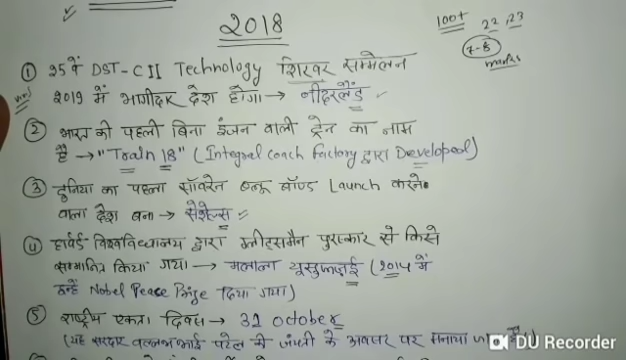 2018
100+ 22,23
7-8 marks
① 25वें DST-CII Technology शिखर सम्मेलन
2019 में भागीदार देश होगा → नीदरलैंड
② भारत की पहली बिना इंजन वाली ट्रेन का नाम
है → "Train 18" (Integral Coach Factory द्वारा Developed)
③ दुनिया का पहला सॉवरेन ब्लू बॉण्ड Launch करने
वाला देश बना → सेशेल्स
④ हार्वर्ड विश्वविद्यालय द्वारा ग्लीट्समैन पुरस्कार से किसे
सम्मानित किया गया → मलाला यूसुफजई (2014 में
उन्हें Nobel Peace Prize दिया गया)
⑤ राष्ट्रीय एकता दिवस → 31 October
(यह सरदार वल्लभभाई पटेल की जयंती के अवसर पर मनाया
DU Recorder